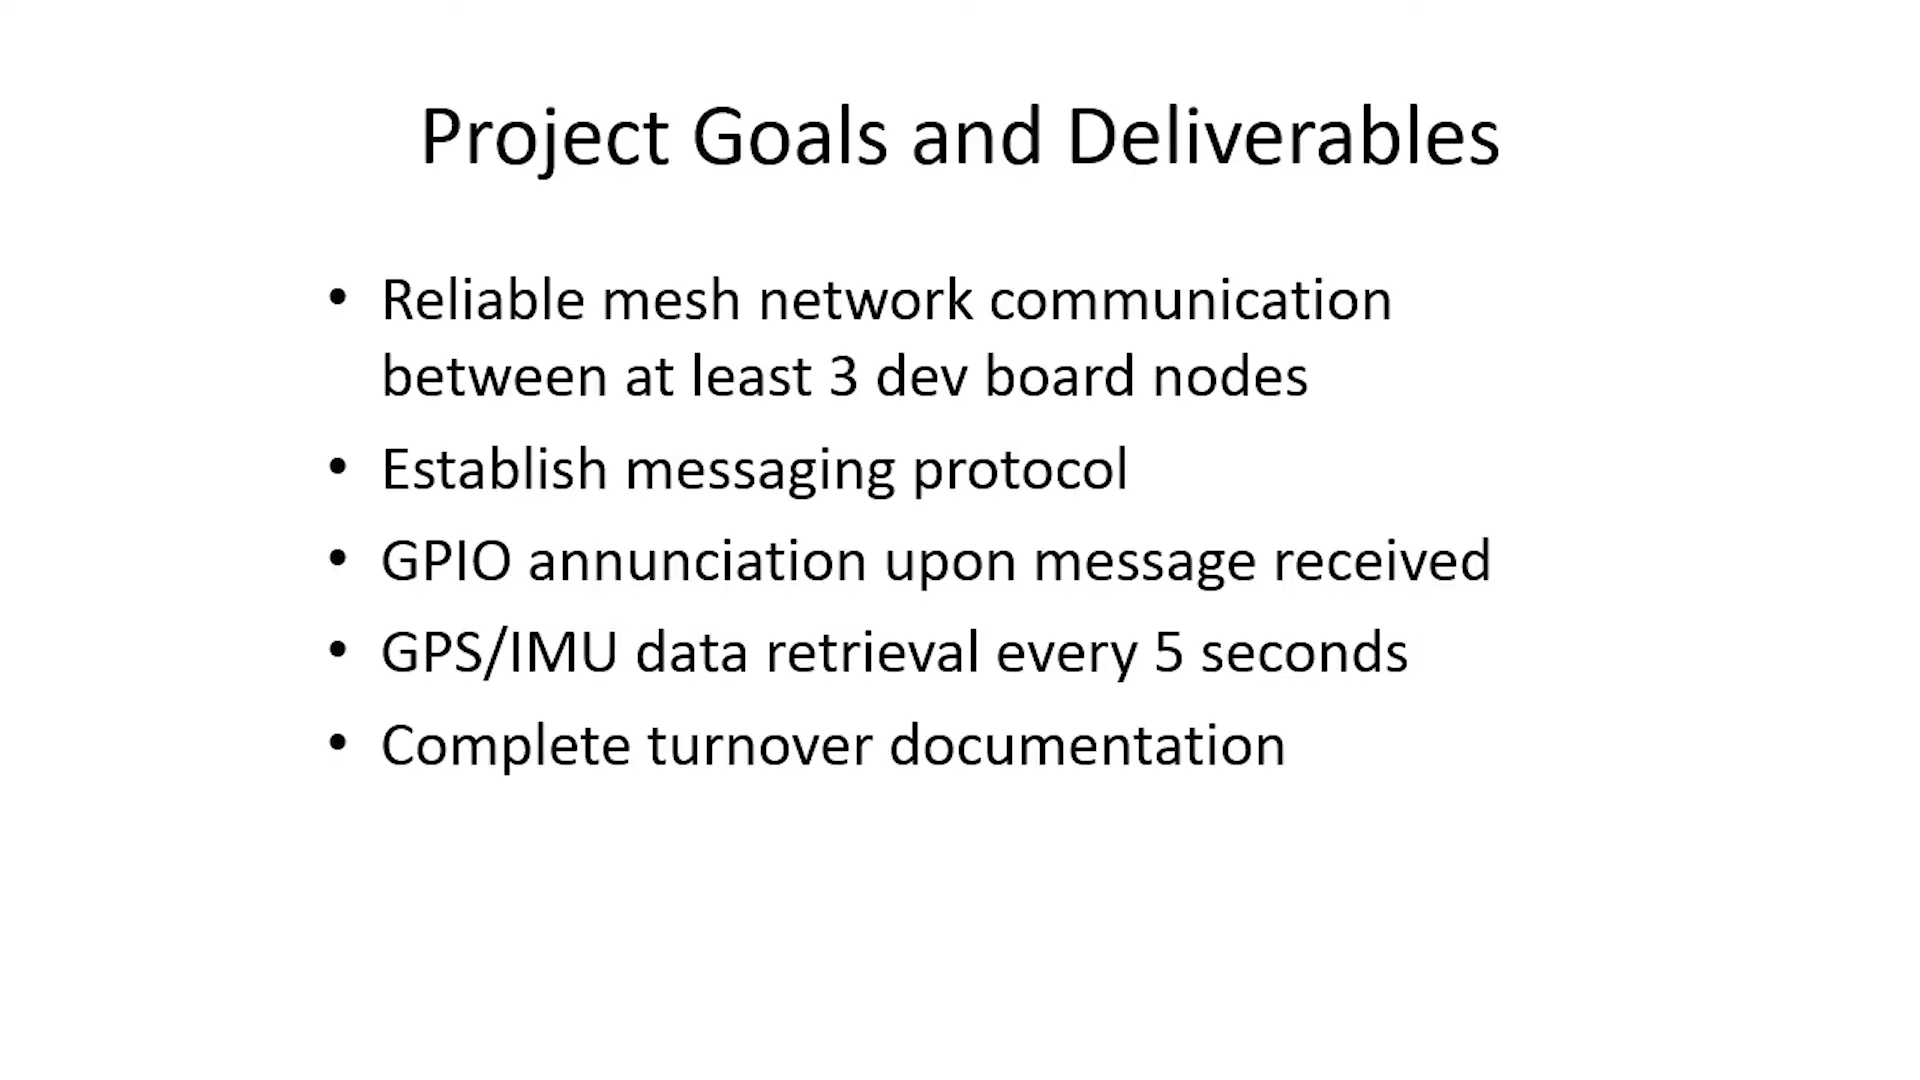 Project Goals and Deliverables
• Reliable mesh network communication
between at least 3 dev board nodes
• Establish messaging protocol
• GPIO annunciation upon message received
• GPS/IMU data retrieval every 5 seconds
• Complete turnover documentation